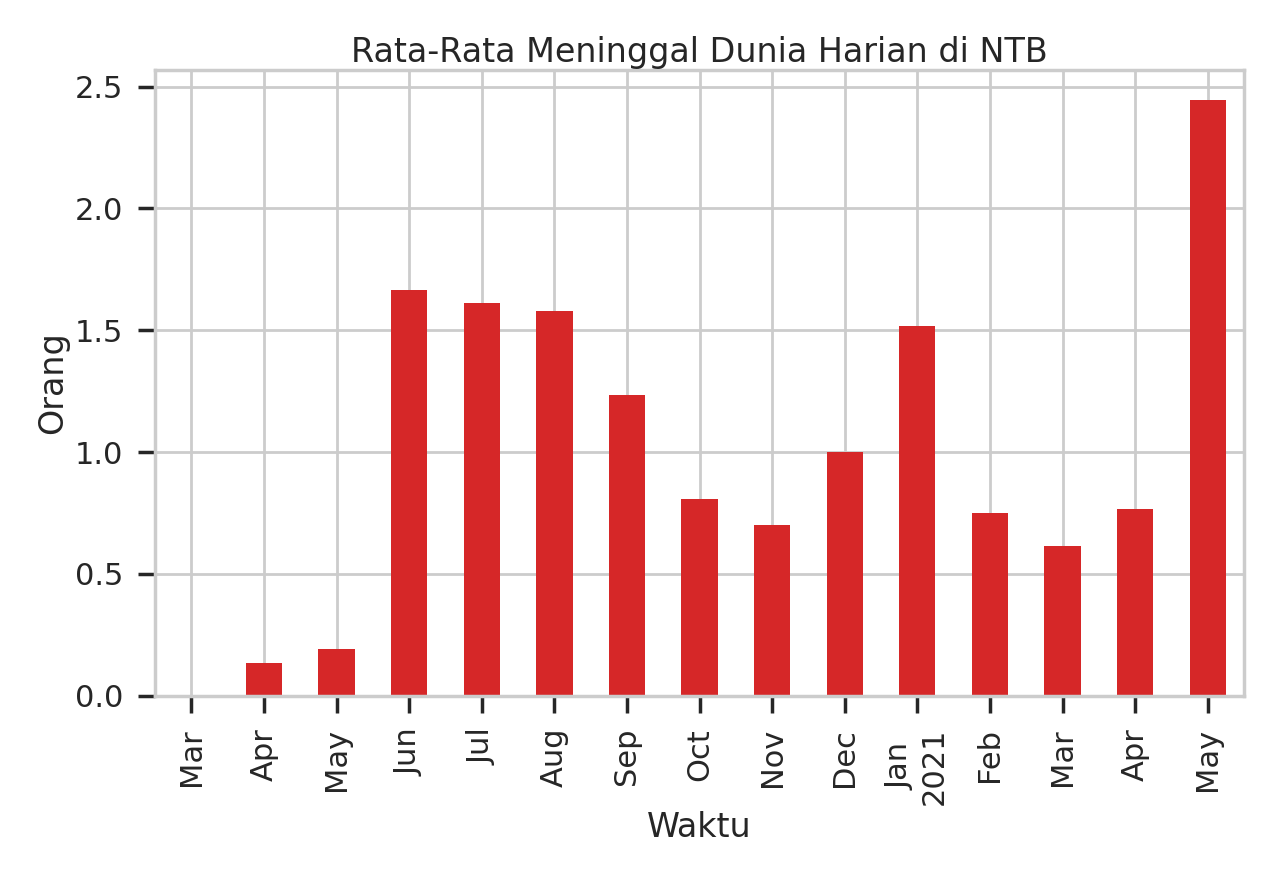 Rata-Rata Meninggal Dunia Harian di NTB
2.5
2.0
1.5
1.0
0.5
0.0
Orang
Mar
Apr
May
Jun
Jul
Aug
Sep
Oct
Nov
Dec
Jan
2021
Feb
Mar
Apr
May
Waktu